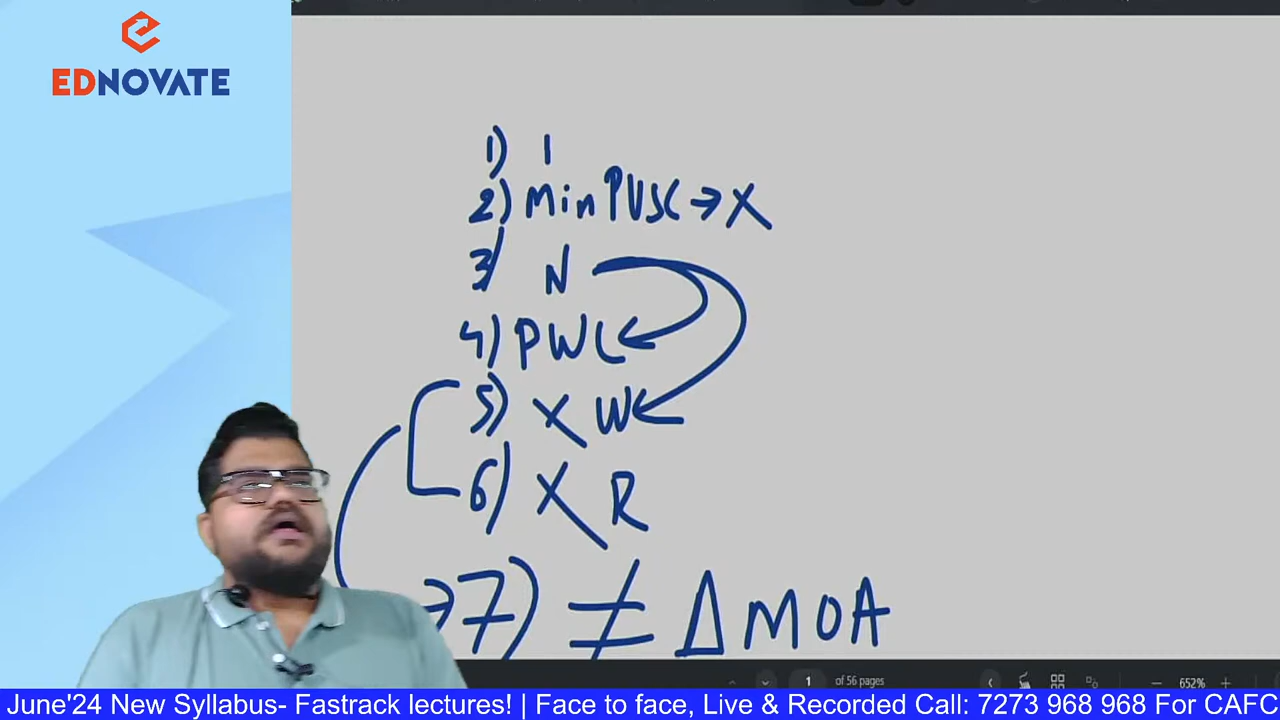 EDNOVATE
1) 1
2) Min PUSC → X
3) N
4) PWC
5) X W
6) X R
→7) ≠ Δ MOA
1 of 56 pages
652%
June'24 New Syllabus- Fastrack lectures! | Face to face, Live & Recorded Call: 7273 968 968 For CAFC